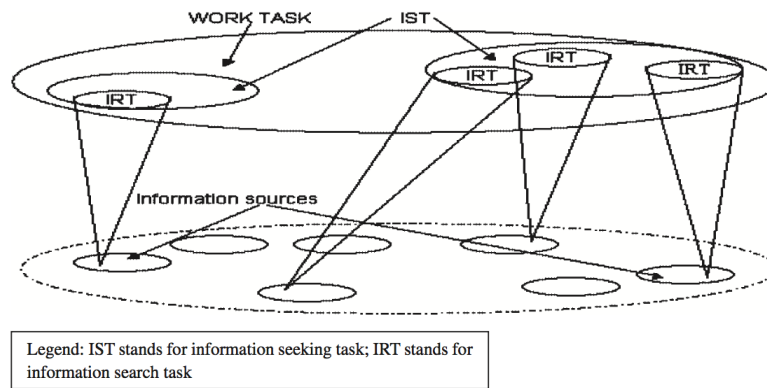 WORK TASK
IST
IRT
IRT
IRT
IRT
Information sources
Legend: IST stands for information seeking task; IRT stands for
information search task